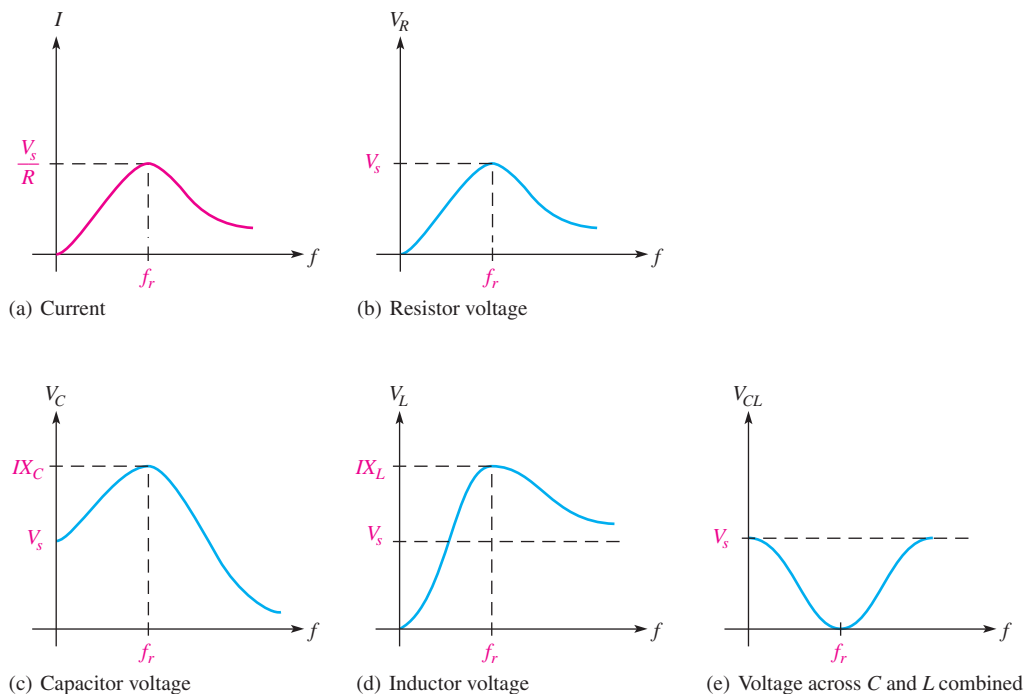 I
V_s
R
f
f_r
(a) Current
V_R
V_s
f
f_r
(b) Resistor voltage
V_C
IX_C
V_s
f
f_r
(c) Capacitor voltage
V_L
IX_L
V_s
f
f_r
(d) Inductor voltage
V_CL
V_s
f
f_r
(e) Voltage across C and L combined